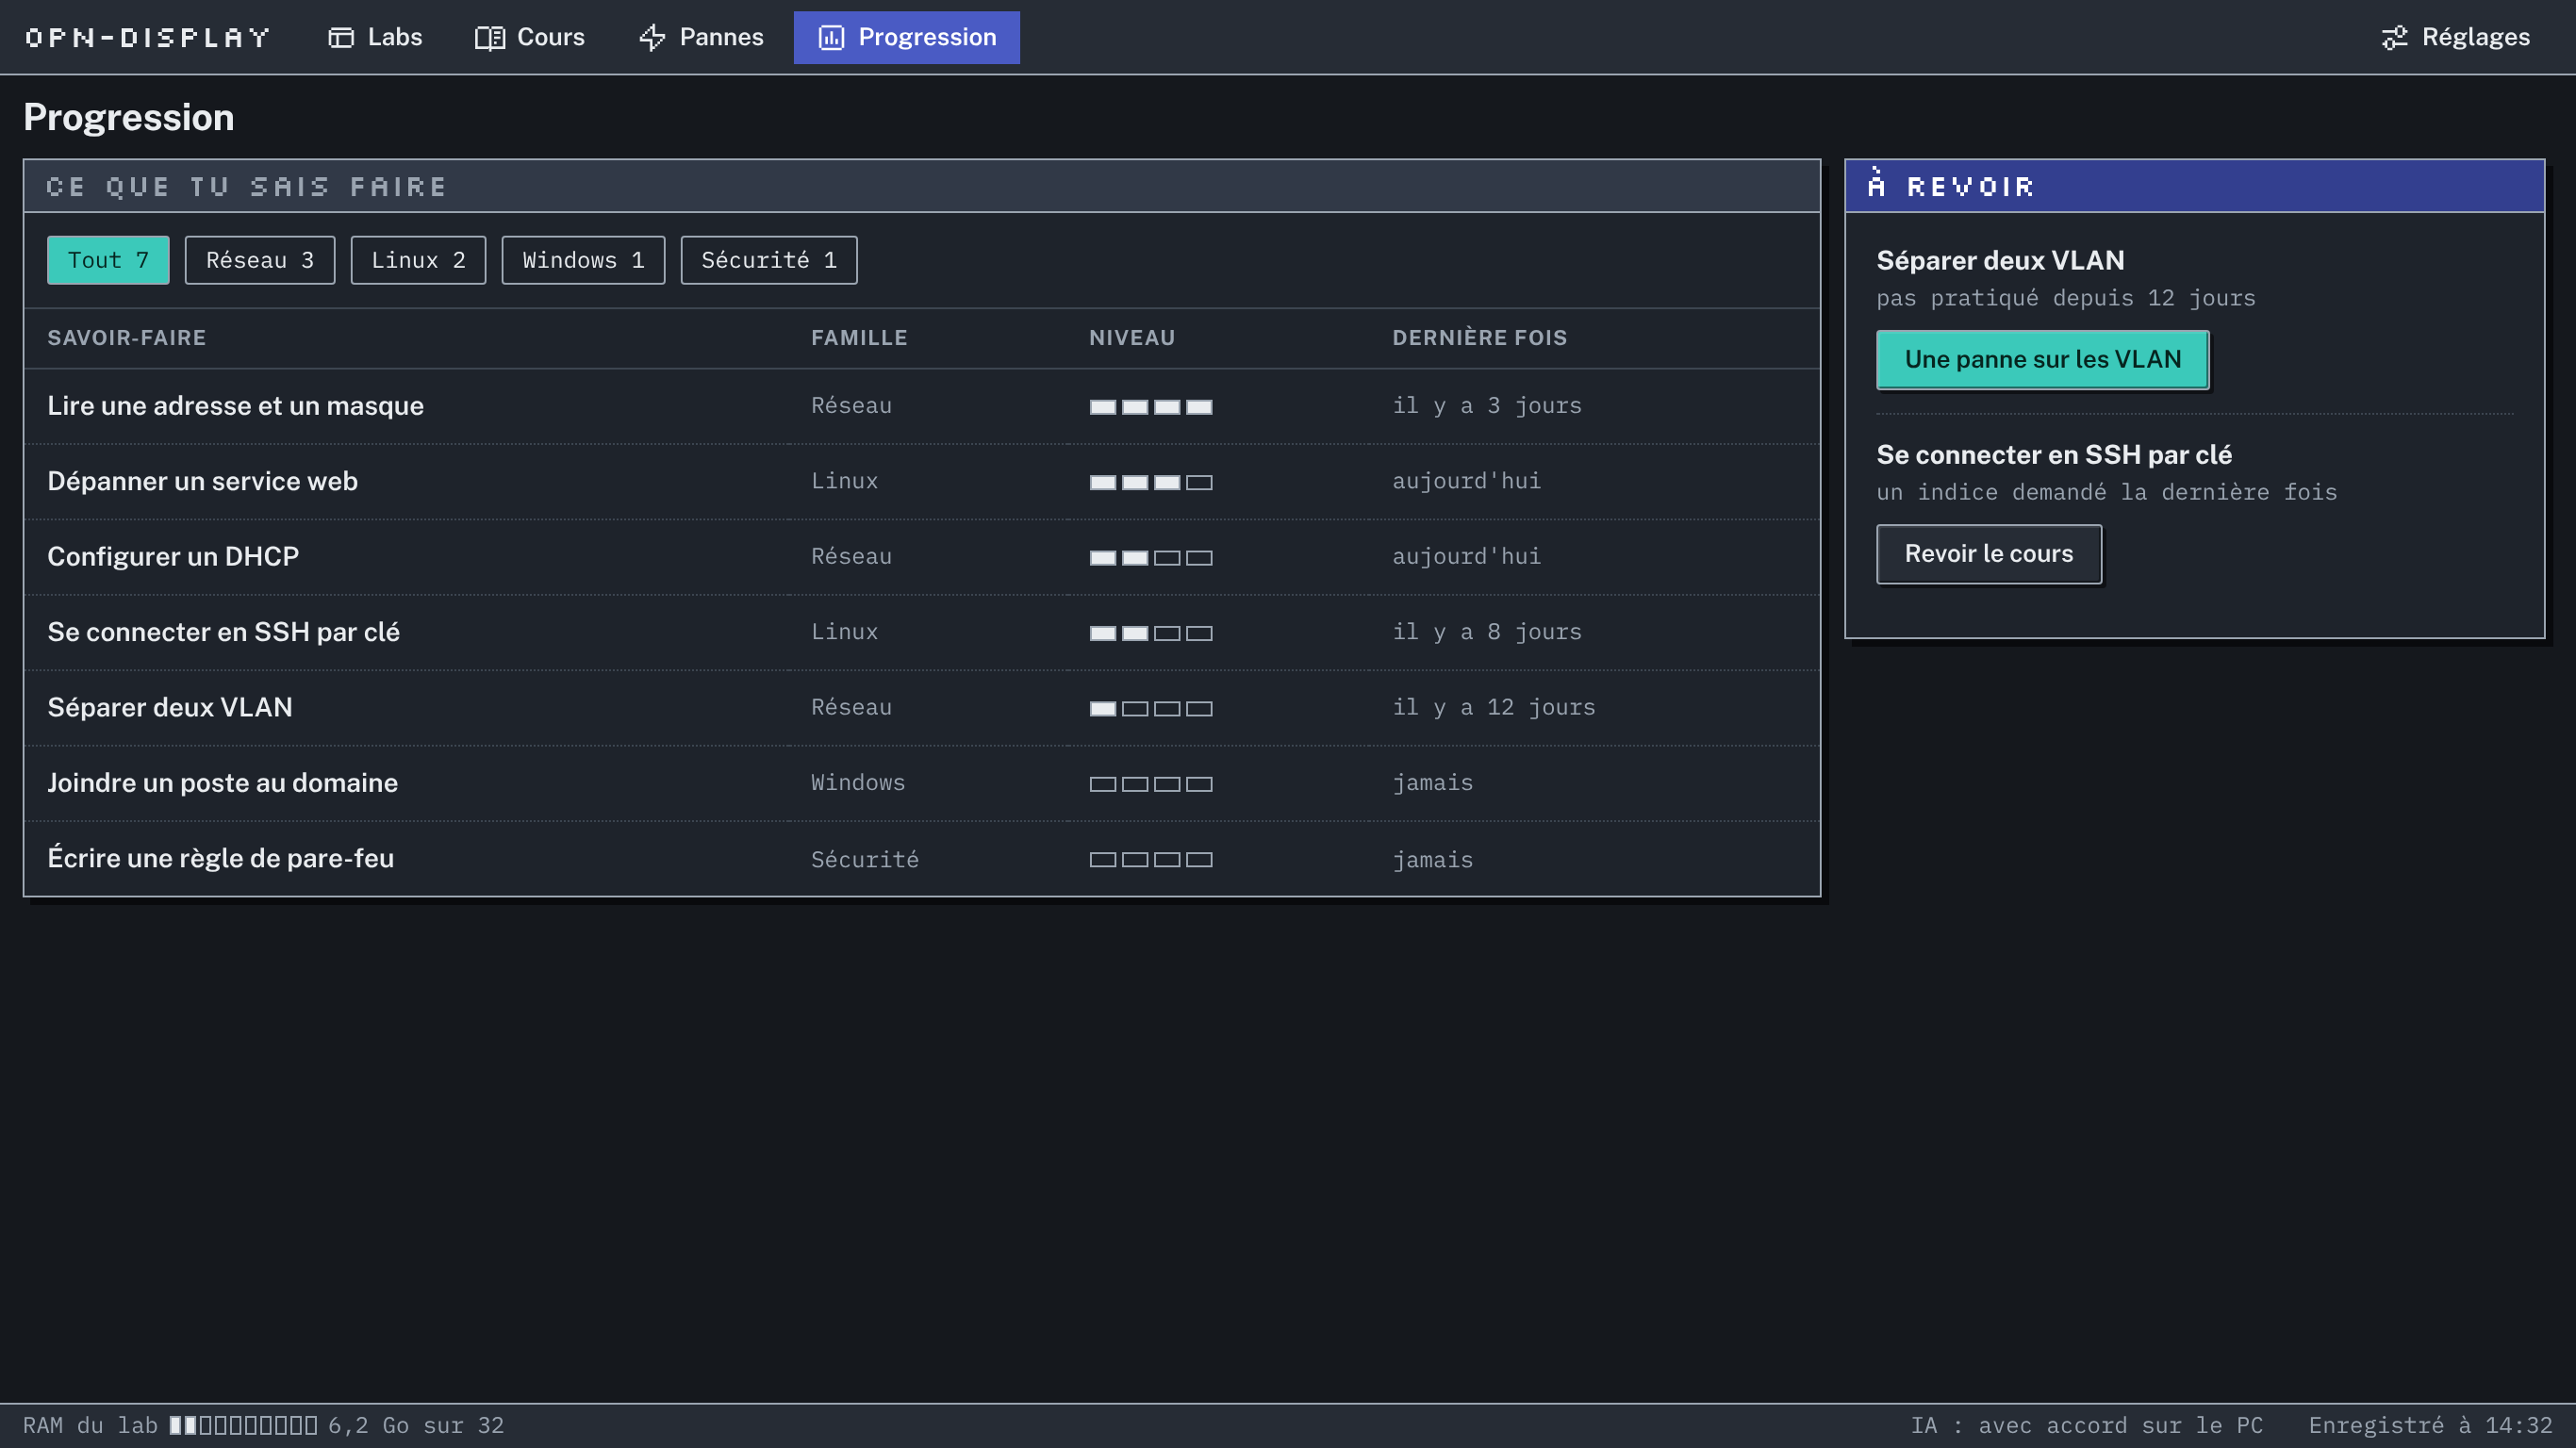 OPN-DISPLAY Labs Cours Pannes Progression Réglages
Progression
CE QUE TU SAIS FAIRE
Tout 7 Réseau 3 Linux 2 Windows 1 Sécurité 1
SAVOIR-FAIRE FAMILLE NIVEAU DERNIÈRE FOIS
Lire une adresse et un masque Réseau il y a 3 jours
Dépanner un service web Linux aujourd'hui
Configurer un DHCP Réseau aujourd'hui
Se connecter en SSH par clé Linux il y a 8 jours
Séparer deux VLAN Réseau il y a 12 jours
Joindre un poste au domaine Windows jamais
Écrire une règle de pare-feu Sécurité jamais
À REVOIR
Séparer deux VLAN
pas pratiqué depuis 12 jours
Une panne sur les VLAN
Se connecter en SSH par clé
un indice demandé la dernière fois
Revoir le cours
RAM du lab 6,2 Go sur 32 IA : avec accord sur le PC Enregistré à 14:32